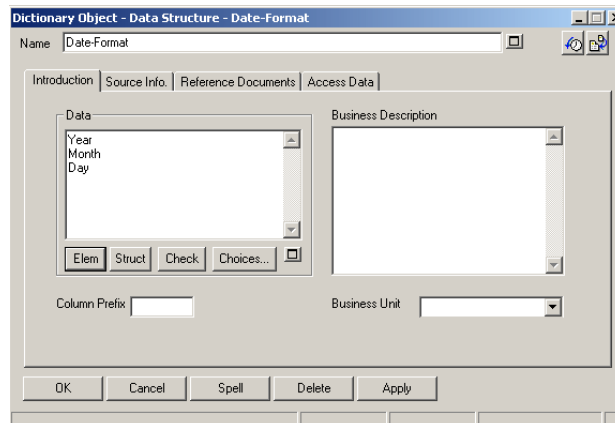 Dictionary Object - Data Structure - Date-Format
Name Date-Format
Introduction Source Info. Reference Documents Access Data
Data
Year
Month
Day
Elem Struct Check Choices...
Business Description
Column Prefix
Business Unit
OK Cancel Spell Delete Apply